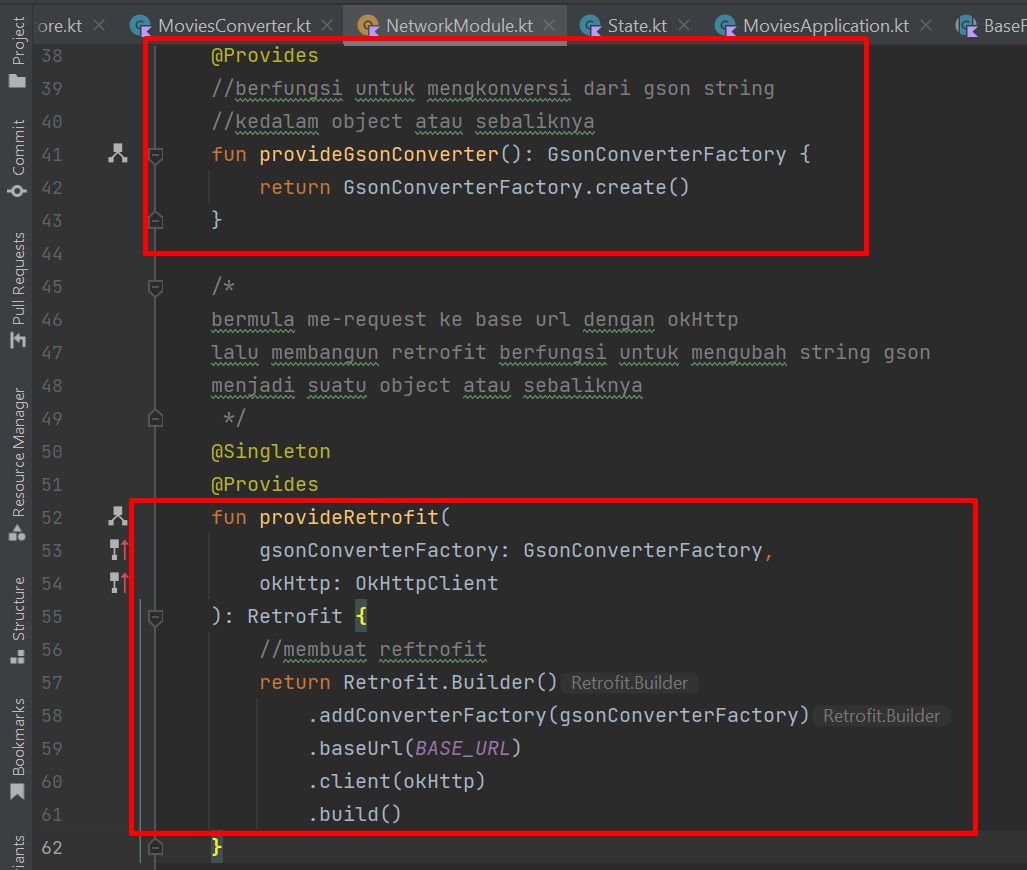 ore.kt
MoviesConverter.kt
NetworkModule.kt
State.kt
MoviesApplication.kt
Project
Commit
Pull Requests
Resource Manager
Structure
Bookmarks
38 @Provides
39 //berfungsi untuk mengkonversi dari gson string
40 //kedalam object atau sebaliknya
41 fun provideGsonConverter(): GsonConverterFactory {
42 return GsonConverterFactory.create()
43 }
44
45 /*
46 bermula me-request ke base url dengan okHttp
47 lalu membangun retrofit berfungsi untuk mengubah string gson
48 menjadi suatu object atau sebaliknya
49 */
50 @Singleton
51 @Provides
52 fun provideRetrofit(
53 gsonConverterFactory: GsonConverterFactory,
54 okHttp: OkHttpClient
55 ): Retrofit {
56 //membuat reftrofit
57 return Retrofit.Builder() Retrofit.Builder
58 .addConverterFactory(gsonConverterFactory) Retrofit.Builder
59 .baseUrl(BASE_URL)
60 .client(okHttp)
61 .build()
62 }